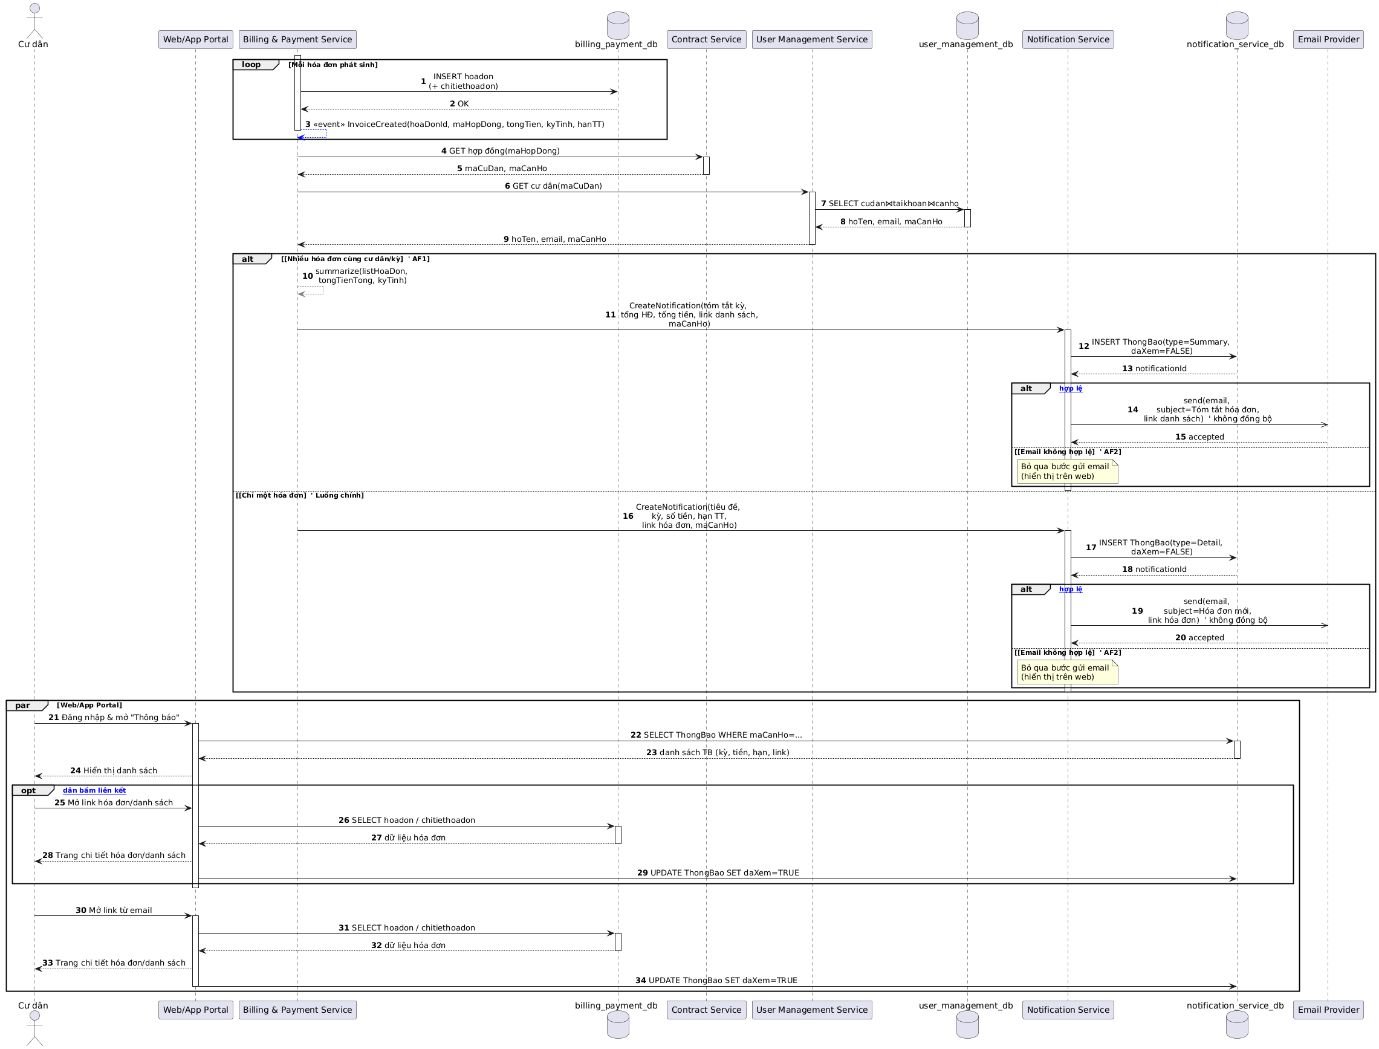 Cư dân
Web/App Portal
Billing & Payment Service
billing_payment_db
Contract Service
User Management Service
user_management_db
Notification Service
notification_service_db
Email Provider
loop [Mỗi hóa đơn phát sinh]
1 INSERT hoadon
(+ chitiethoadon)
2 OK
3 «event» InvoiceCreated(hoaDonId, maHopDong, tongTien, kyTinh, hanTT)
4 GET hợp đồng(maHopDong)
5 maCuDan, maCanHo
6 GET cư dân(maCuDan)
7 SELECT cudan⋈taikhoan⋈canho
8 hoTen, email, maCanHo
9 hoTen, email, maCanHo
alt [[Nhiều hóa đơn cùng cư dân/kỳ] ' AF1]
10 summarize(listHoaDon,
tongTienTong, kyTinh)
11 CreateNotification(tóm tắt kỳ,
tổng HĐ, tổng tiền, link danh sách,
maCanHo)
12 INSERT ThongBao(type=Summary,
daXem=FALSE)
13 notificationId
alt hợp lệ
14 send(email,
subject=Tóm tắt hóa đơn,
link danh sách) ' không đồng bộ
15 accepted
[[Email không hợp lệ] ' AF2]
Bỏ qua bước gửi email
(hiển thị trên web)
[[Chỉ một hóa đơn] ' Luồng chính]
16 CreateNotification(tiêu đề,
kỳ, số tiền, hạn TT,
link hóa đơn, maCanHo)
17 INSERT ThongBao(type=Detail,
daXem=FALSE)
18 notificationId
alt hợp lệ
19 send(email,
subject=Hóa đơn mới,
link hóa đơn) ' không đồng bộ
20 accepted
[[Email không hợp lệ] ' AF2]
Bỏ qua bước gửi email
(hiển thị trên web)
par [Web/App Portal]
21 Đăng nhập & mở "Thông báo"
22 SELECT ThongBao WHERE maCanHo=...
23 danh sách TB (kỳ, tiền, hạn, link)
24 Hiển thị danh sách
opt dân bấm liên kết
25 Mở link hóa đơn/danh sách
26 SELECT hoadon / chitiethoadon
27 dữ liệu hóa đơn
28 Trang chi tiết hóa đơn/danh sách
29 UPDATE ThongBao SET daXem=TRUE
30 Mở link từ email
31 SELECT hoadon / chitiethoadon
32 dữ liệu hóa đơn
33 Trang chi tiết hóa đơn/danh sách
34 UPDATE ThongBao SET daXem=TRUE
Cư dân
Web/App Portal
Billing & Payment Service
billing_payment_db
Contract Service
User Management Service
user_management_db
Notification Service
notification_service_db
Email Provider